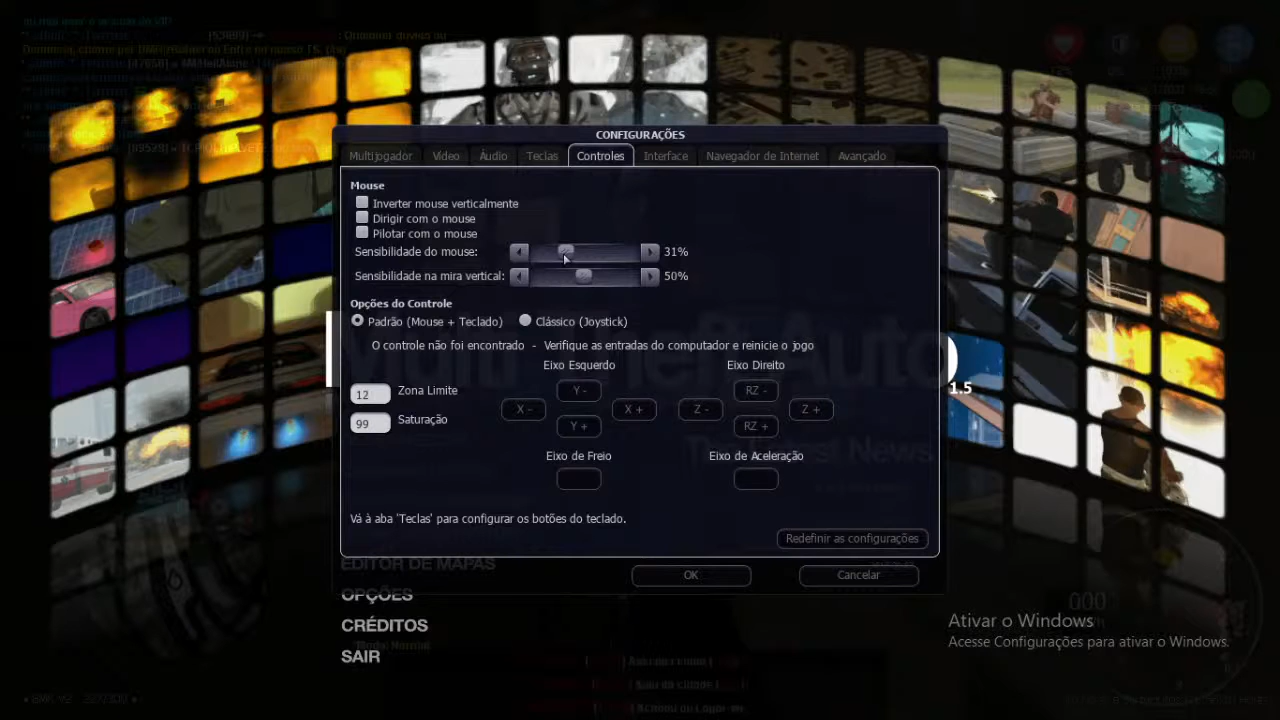 CONFIGURAÇÕES
Multijogador Vídeo Áudio Teclas Controles Interface Navegador de Internet Avançado
Mouse
Inverter mouse verticalmente
Dirigir com o mouse
Pilotar com o mouse
Sensibilidade do mouse: 31%
Sensibilidade na mira vertical: 50%
Opções do Controle
Padrão (Mouse + Teclado) Clássico (Joystick)
O controle não foi encontrado - Verifique as entradas do computador e reinicie o jogo
Eixo Esquerdo Eixo Direito
12 Zona Limite Y - RZ -
1.5
X - X + Z - Z +
99 Saturação Y + RZ +
Eixo de Freio Eixo de Aceleração
Vá à aba 'Teclas' para configurar os botões do teclado.
Redefinir as configurações
EDITOR DE MAPAS
OK Cancelar
OPÇÕES
CRÉDITOS
SAIR
000
Ativar o Windows
Acesse Configurações para ativar o Windows.